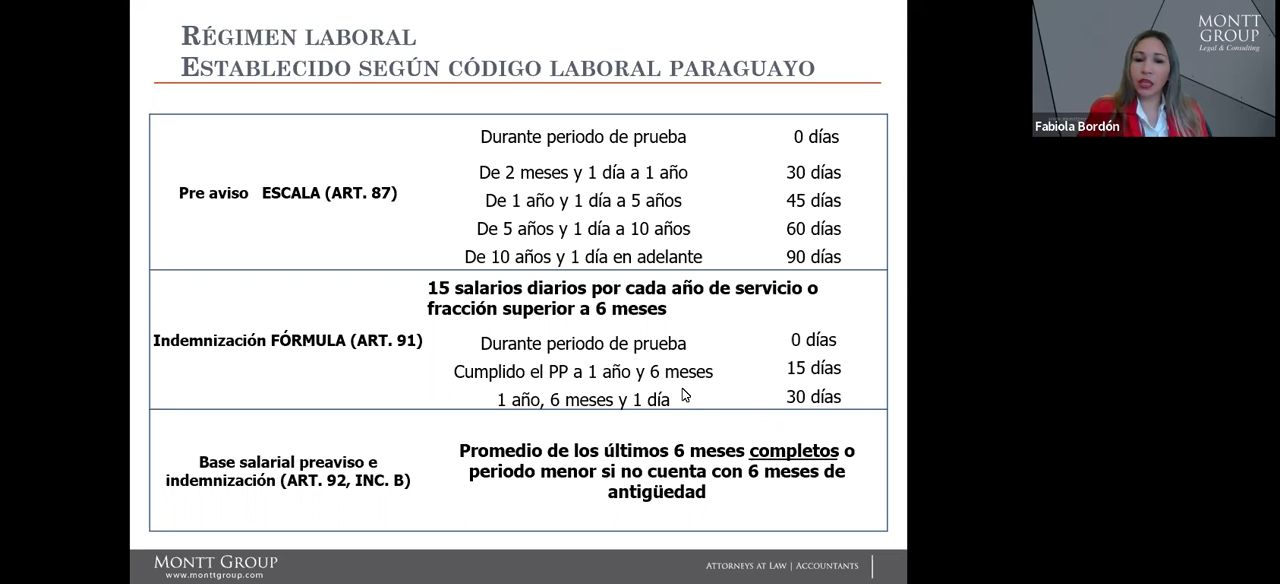 RÉGIMEN LABORAL
ESTABLECIDO SEGÚN CÓDIGO LABORAL PARAGUAYO
Pre aviso ESCALA (ART. 87)
Durante periodo de prueba 0 días
De 2 meses y 1 día a 1 año 30 días
De 1 año y 1 día a 5 años 45 días
De 5 años y 1 día a 10 años 60 días
De 10 años y 1 día en adelante 90 días
Indemnización FÓRMULA (ART. 91)
15 salarios diarios por cada año de servicio o
fracción superior a 6 meses
Durante periodo de prueba 0 días
Cumplido el PP a 1 año y 6 meses 15 días
1 año, 6 meses y 1 día 30 días
Base salarial preaviso e
indemnización (ART. 92, INC. B)
Promedio de los últimos 6 meses completos o
periodo menor si no cuenta con 6 meses de
antigüedad
MONTT GROUP
www.monttgroup.com
ATTORNEYS AT LAW | ACCOUNTANTS
MONTT
GROUP
Legal & Consulting
Fabiola Bordón